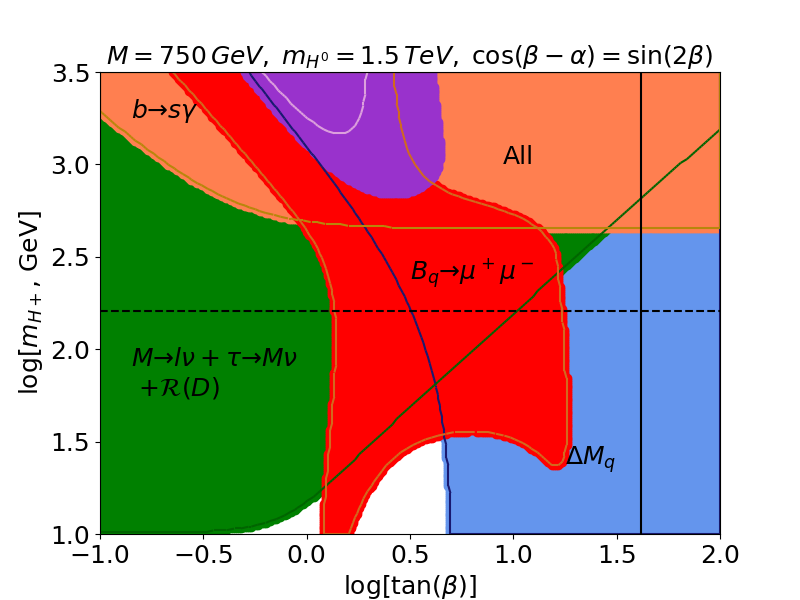 M = 750 GeV, m_{H^0} = 1.5 TeV, cos(β − α) = sin(2β)
3.5
b→sγ
All
3.0
log[m_{H+}, GeV]
2.5
B_q→μ^+μ^−
2.0
M→lν + τ→Mν
+ℛ(D)
1.5
ΔM_q
1.0
−1.0 −0.5 0.0 0.5 1.0 1.5 2.0
log[tan(β)]